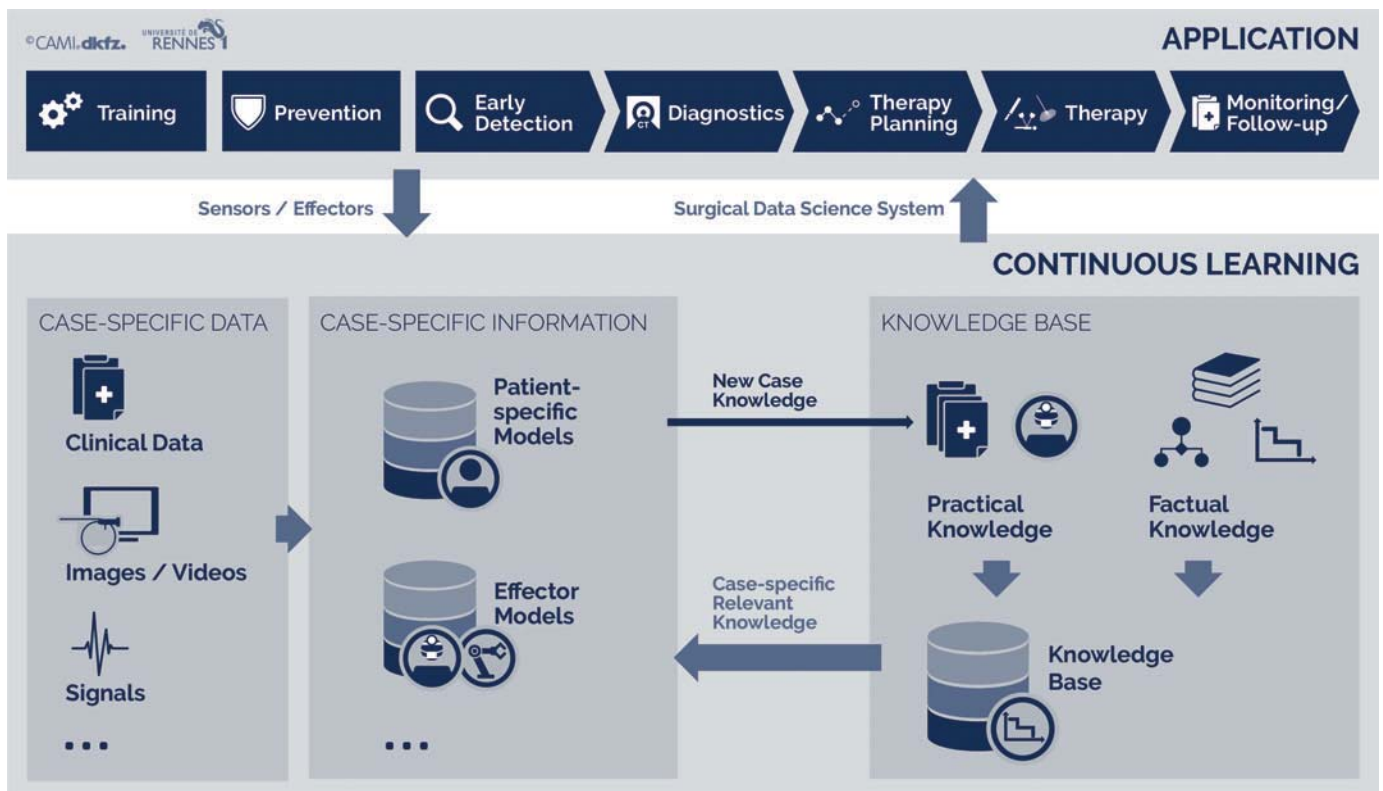 ©CAMI.dkfz.
UNIVERSITÉ DE
RENNES 1
APPLICATION
Training
Prevention
Early
Detection
CT
Diagnostics
Therapy
Planning
Therapy
Monitoring/
Follow-up
Sensors / Effectors
Surgical Data Science System
CONTINUOUS LEARNING
CASE-SPECIFIC DATA
Clinical Data
Images / Videos
Signals
...
CASE-SPECIFIC INFORMATION
Patient-
specific
Models
Effector
Models
...
New Case
Knowledge
Case-specific
Relevant
Knowledge
KNOWLEDGE BASE
Practical
Knowledge
Factual
Knowledge
Knowledge
Base